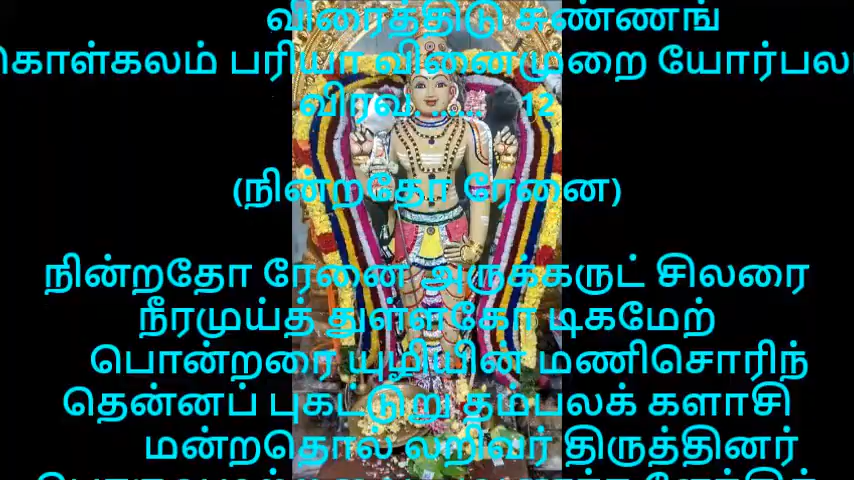 விரைத்திடு சுண்ணங்
கொள்கலம் பரியா வினைமுறை யோர்பல
விரவ. ...... 12
(நின்றதோ ரேனை)
நின்றதோ ரேனை அருக்கருட் சிலரை
நீரமுய்த் துள்ளகோ டிகமேற்
பொன்றரை யுழியின் மணிசொரிந்
தென்னப் புகட்டுறு தம்பலக் களாசி
மன்றதொல் லறிவர் திருத்தினர்